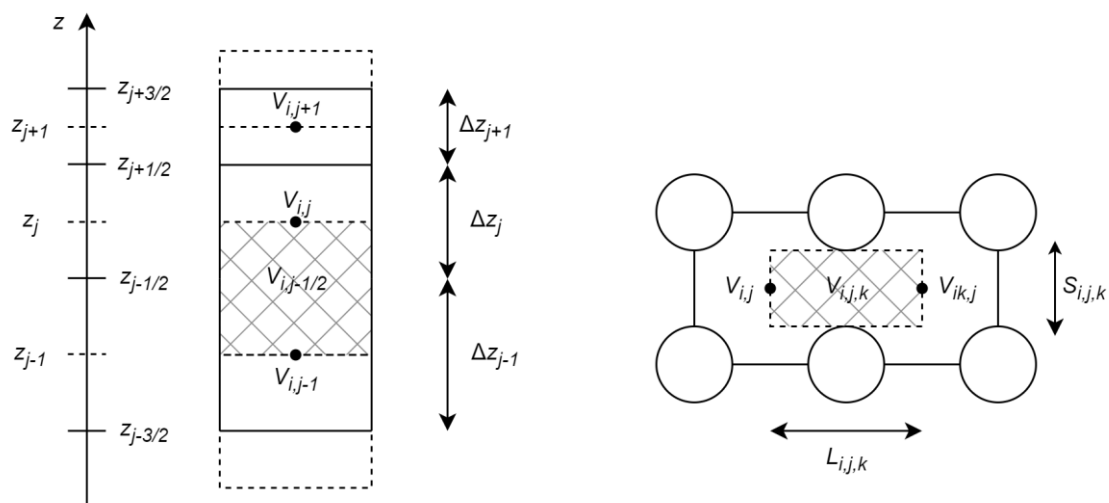 z
z_{j+3/2}
V_{i,j+1}
z_{j+1}
Δz_{j+1}
z_{j+1/2}
V_{i,j}
z_j
Δz_j
V_{i,j-1/2}
z_{j-1/2}
V_{i,j}
V_{i,j,k}
V_{ik,j}
S_{i,j,k}
z_{j-1}
V_{i,j-1}
Δz_{j-1}
z_{j-3/2}
L_{i,j,k}